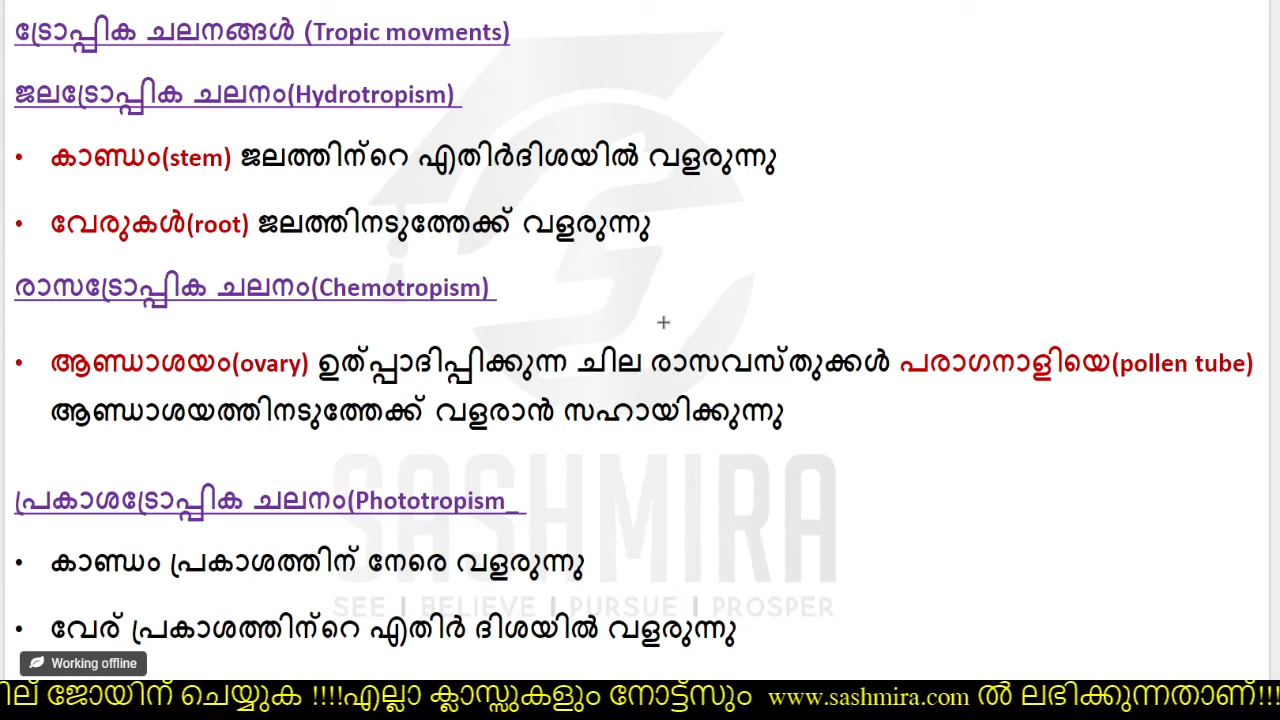 ട്രോപ്പിക ചലനങ്ങൾ (Tropic movments)
ജലട്രോപ്പിക ചലനം(Hydrotropism)
• കാണ്ഡം(stem) ജലത്തിന്റെ എതിർദിശയിൽ വളരുന്നു
• വേരുകൾ(root) ജലത്തിനടുത്തേക്ക് വളരുന്നു
രാസട്രോപ്പിക ചലനം(Chemotropism)
• ആണ്ഡാശയം(ovary) ഉത്പ്പാദിപ്പിക്കുന്ന ചില രാസവസ്തുക്കൾ പരാഗനാളിയെ(pollen tube)
ആണ്ഡാശയത്തിനടുത്തേക്ക് വളരാൻ സഹായിക്കുന്നു
പ്രകാശട്രോപ്പിക ചലനം(Phototropism_
• കാണ്ഡം പ്രകാശത്തിന് നേരെ വളരുന്നു
SASHMIRA
SEE | BELIEVE | PURSUE | PROSPER
• വേര് പ്രകാശത്തിന്റെ എതിർ ദിശയിൽ വളരുന്നു
Working offline
ില് ജോയിന് ചെയ്യുക !!!!എല്ലാ ക്ലാസ്സുകളും നോട്ട്സും www.sashmira.com ൽ ലഭിക്കുന്നതാണ്!!!